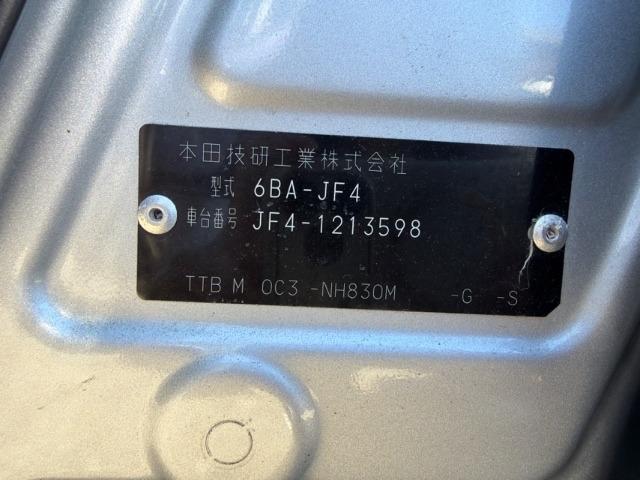 本田技研工業株式会社
型式 6BA-JF4
車台番号 JF4-1213598
TTB M 0C3 -NH830M -G -S